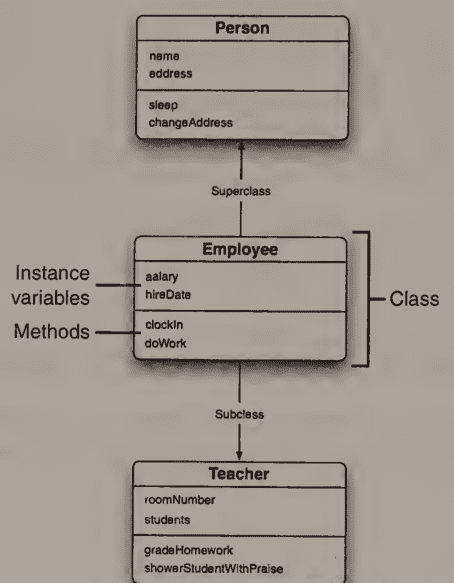 Person
name
address
sleep
changeAddress
Superclass
Employee
Instance
variables
aalary
hireDate
Methods
clockIn
doWork
Class
Subclass
Teacher
roomNumber
students
gradeHomework
showerStudentWithPraise